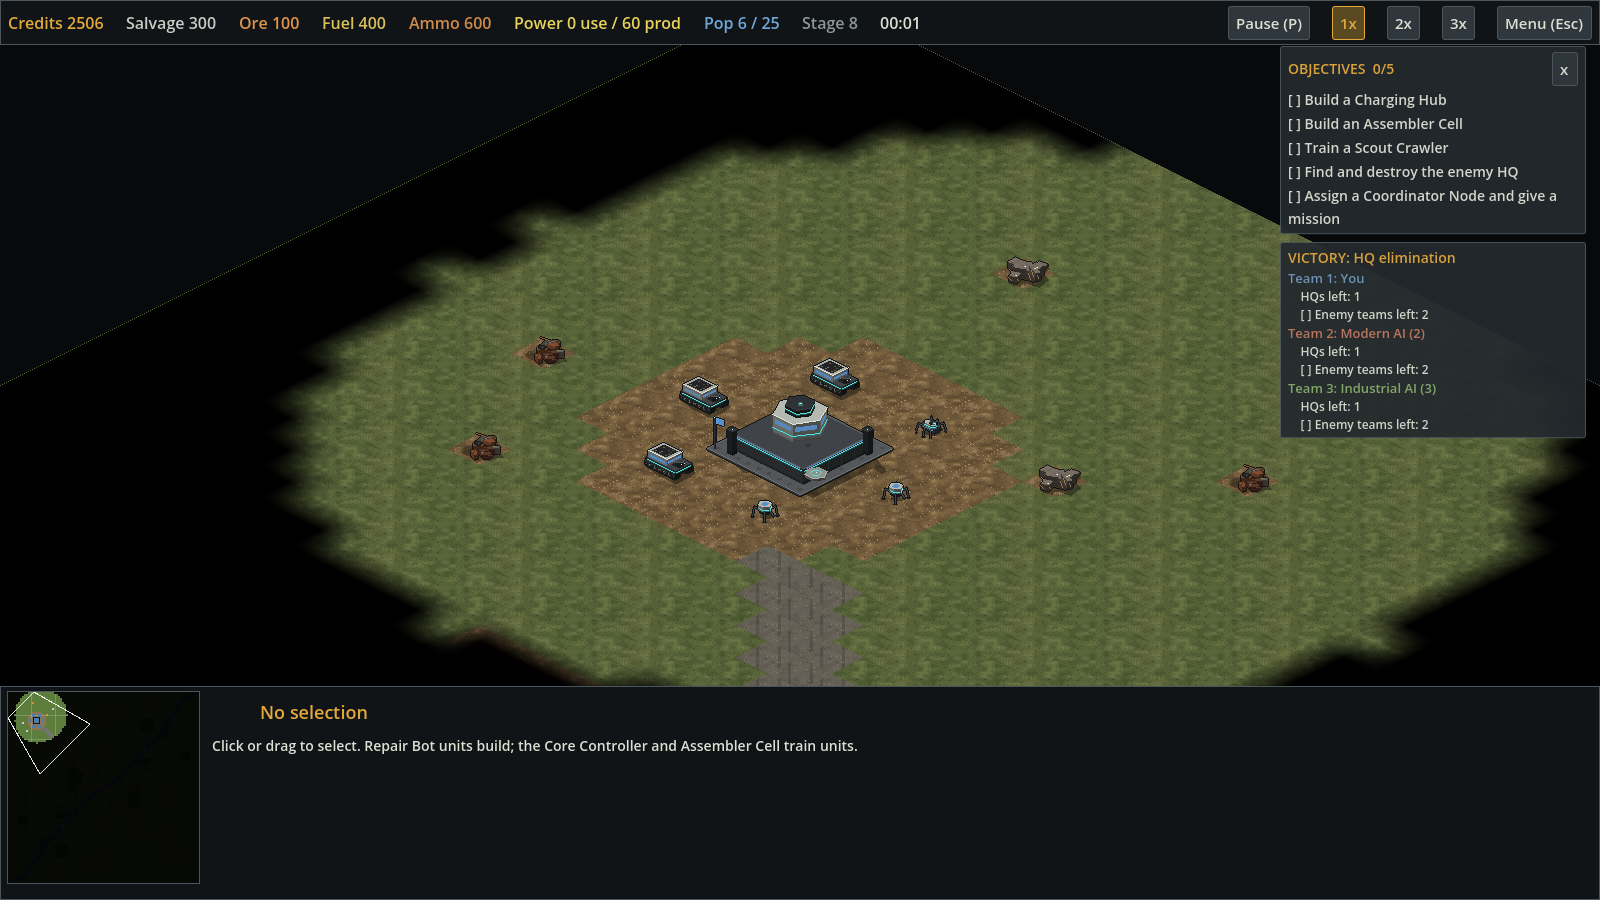 Credits 2506 Salvage 300 Ore 100 Fuel 400 Ammo 600 Power 0 use / 60 prod Pop 6 / 25 Stage 8 00:01 Pause (P) 1x 2x 3x Menu (Esc)
OBJECTIVES 0/5 x
[ ] Build a Charging Hub
[ ] Build an Assembler Cell
[ ] Train a Scout Crawler
[ ] Find and destroy the enemy HQ
[ ] Assign a Coordinator Node and give a
mission
VICTORY: HQ elimination
Team 1: You
HQs left: 1
[ ] Enemy teams left: 2
Team 2: Modern AI (2)
HQs left: 1
[ ] Enemy teams left: 2
Team 3: Industrial AI (3)
HQs left: 1
[ ] Enemy teams left: 2
No selection
Click or drag to select. Repair Bot units build; the Core Controller and Assembler Cell train units.